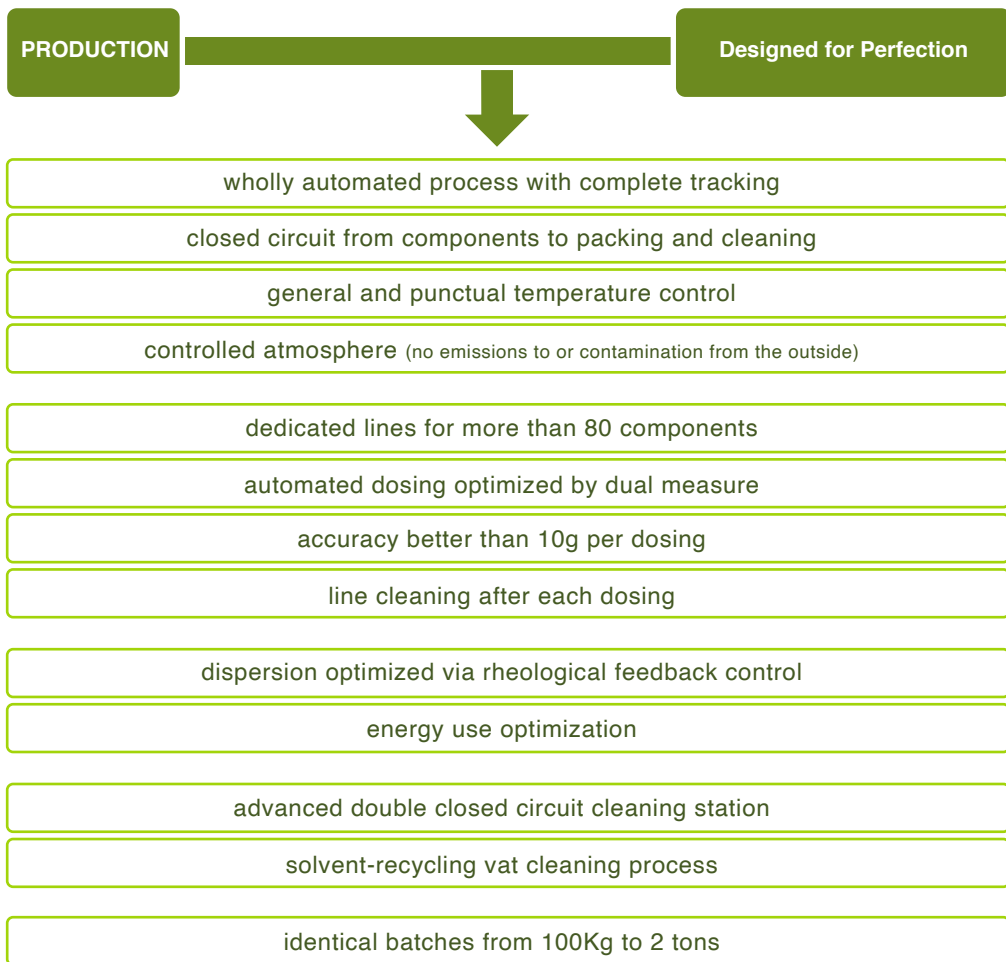 PRODUCTION
Designed for Perfection
wholly automated process with complete tracking
closed circuit from components to packing and cleaning
general and punctual temperature control
controlled atmosphere (no emissions to or contamination from the outside)
dedicated lines for more than 80 components
automated dosing optimized by dual measure
accuracy better than 10g per dosing
line cleaning after each dosing
dispersion optimized via rheological feedback control
energy use optimization
advanced double closed circuit cleaning station
solvent-recycling vat cleaning process
identical batches from 100Kg to 2 tons